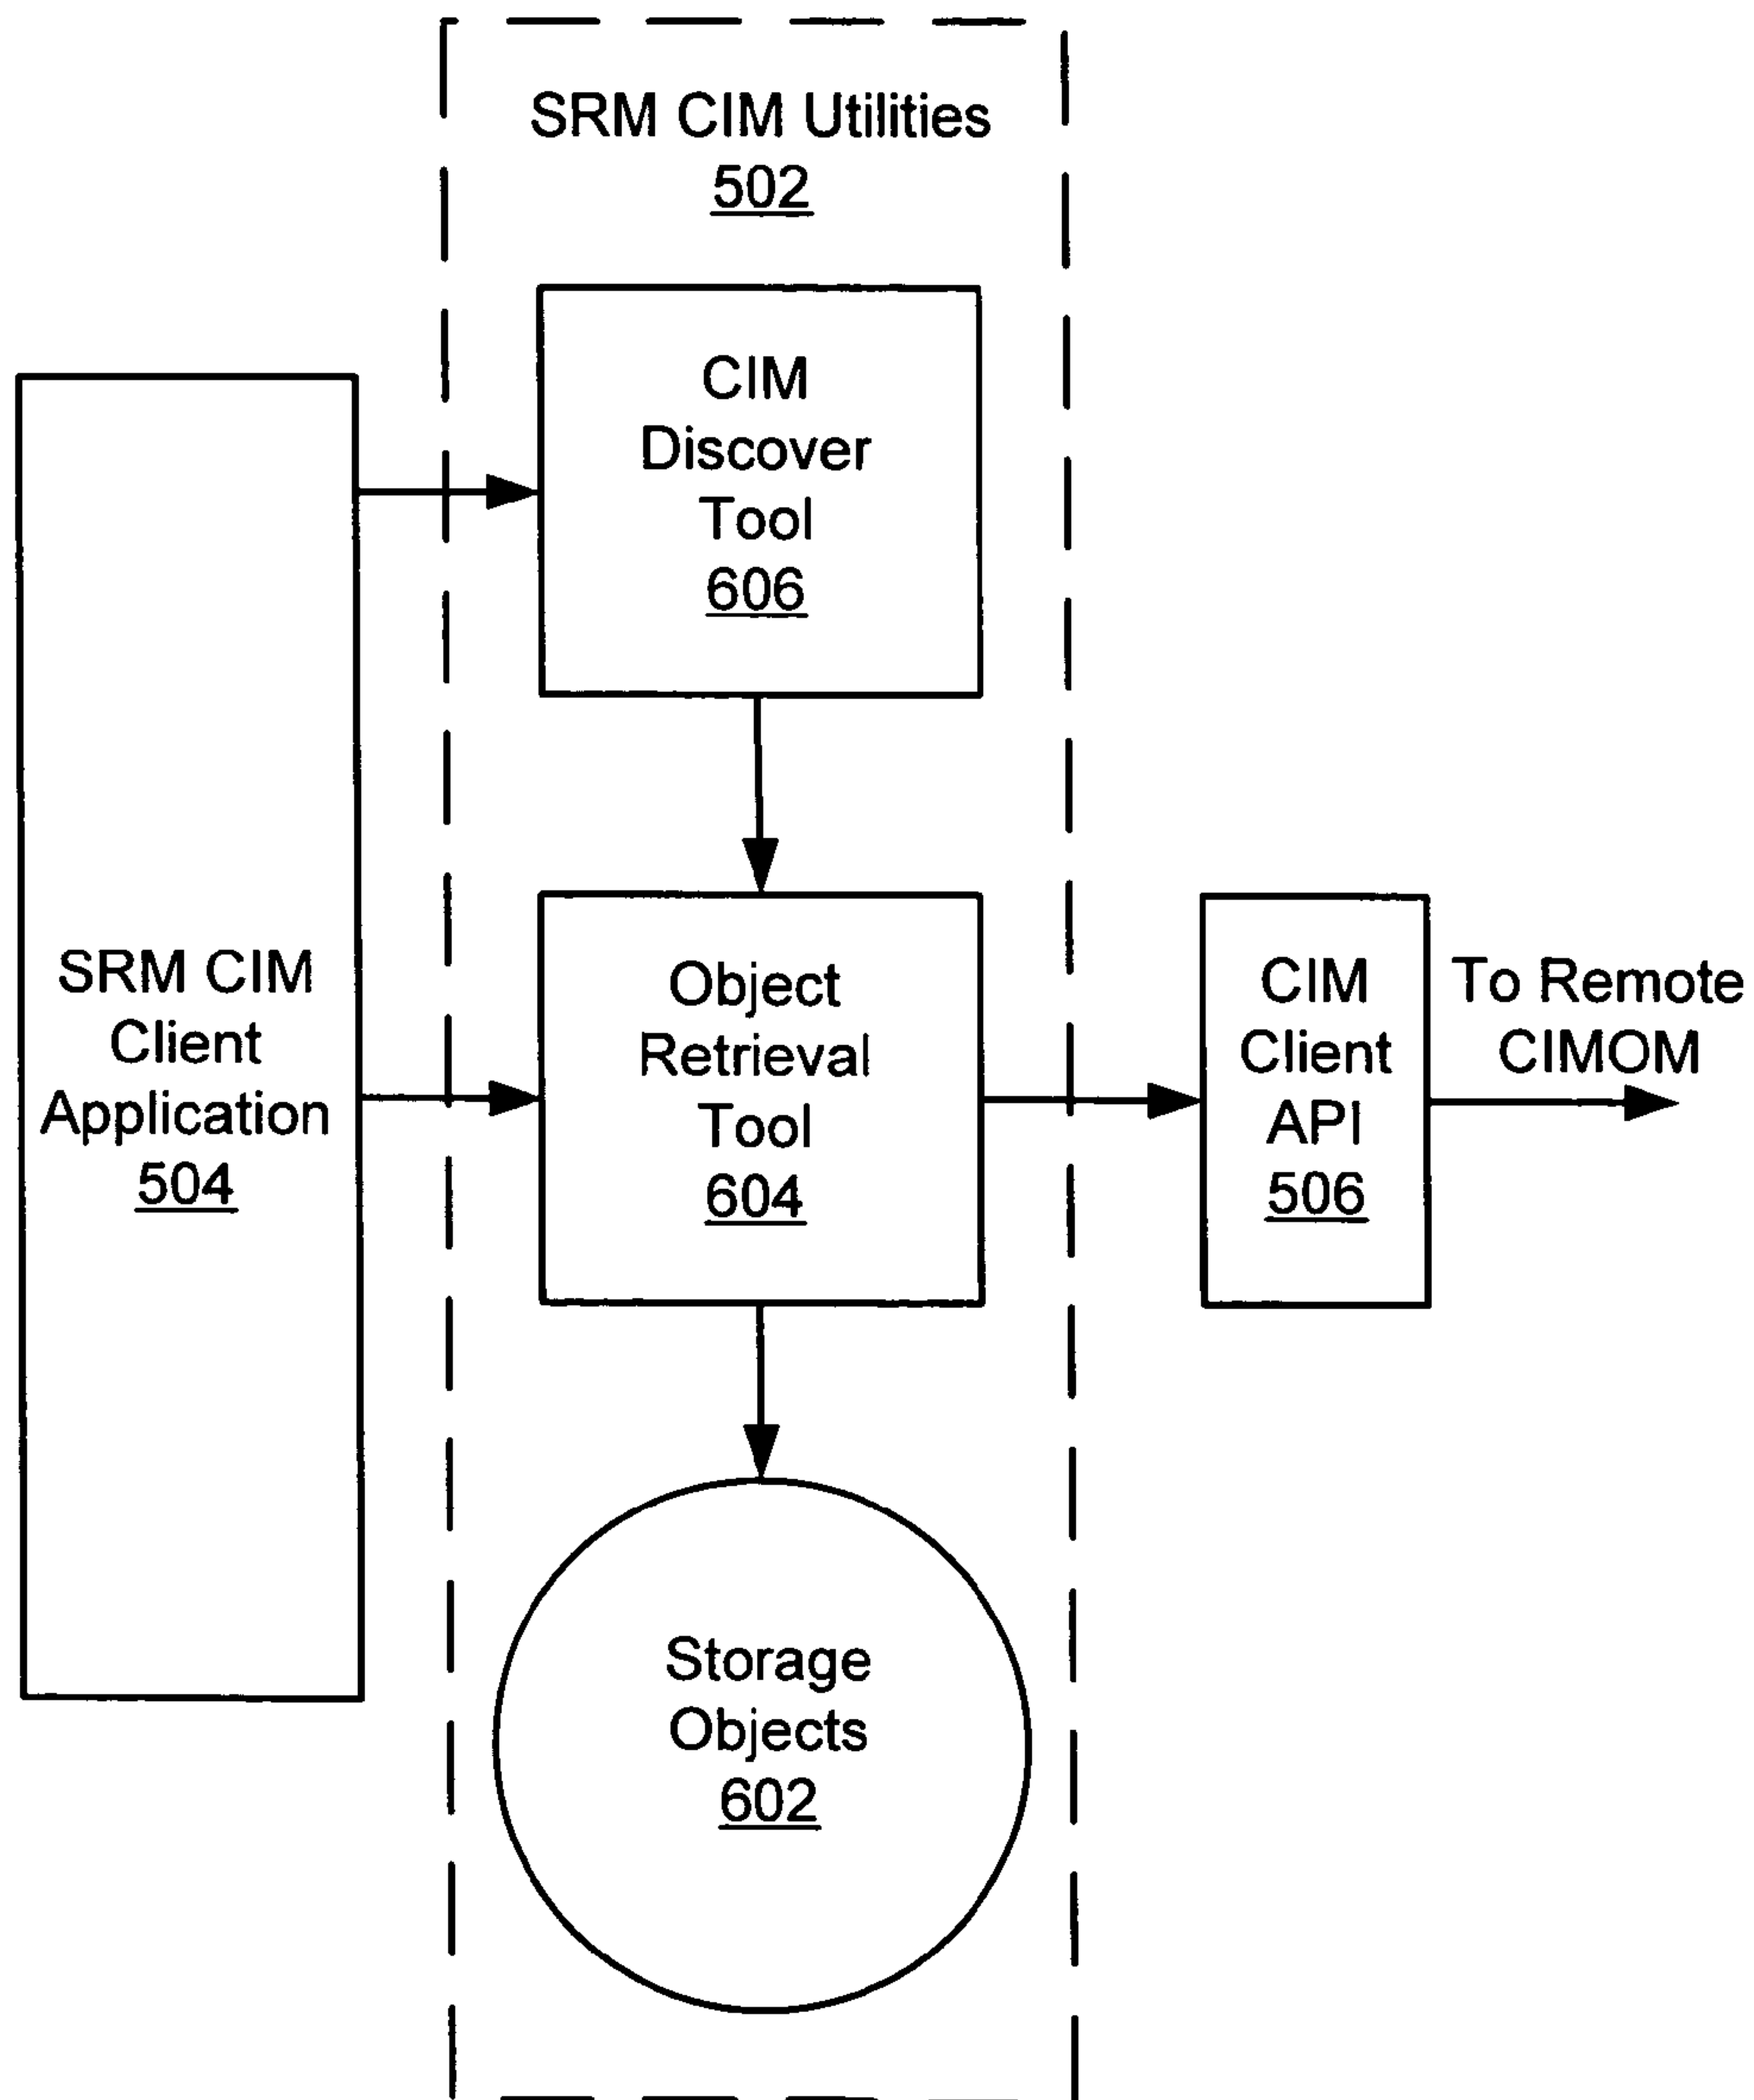 SRM CIM Utilities
502
CIM
Discover
Tool
606
SRM CIM
Client
Application
504
Object
Retrieval
Tool
604
CIM
Client
API
506
To Remote
CIMOM
Storage
Objects
602